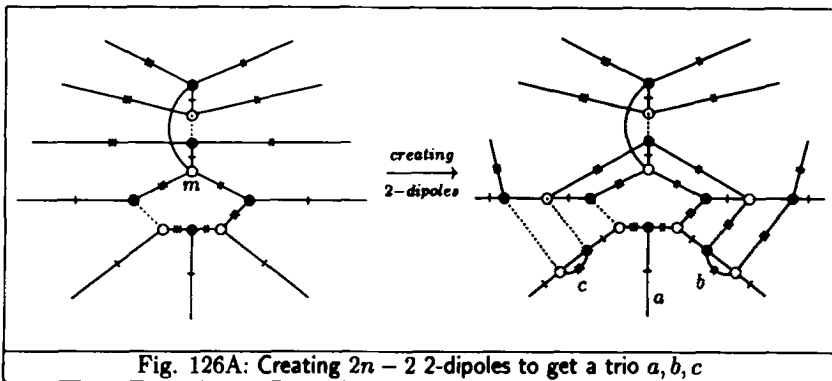 m
creating
2-dipoles
c
a
b
Fig. 126A: Creating 2n − 2 2-dipoles to get a trio a, b, c